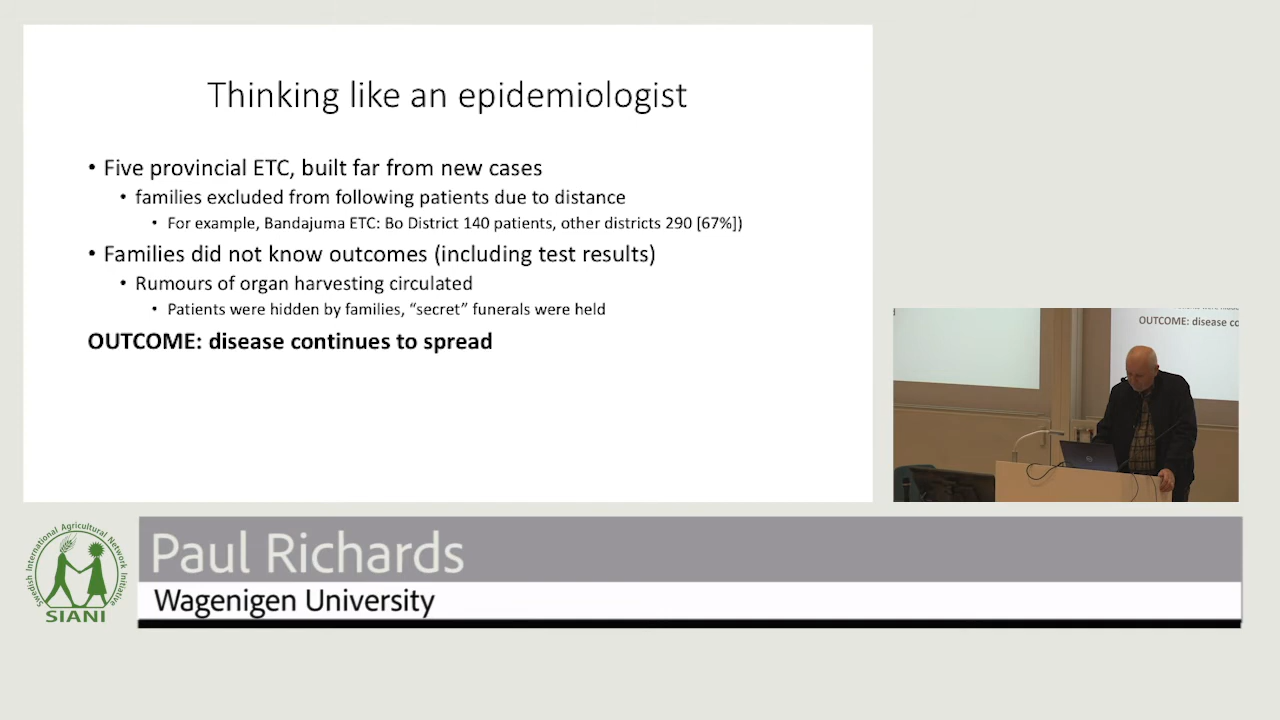 Thinking like an epidemiologist
• Five provincial ETC, built far from new cases
• families excluded from following patients due to distance
• For example, Bandajuma ETC: Bo District 140 patients, other districts 290 [67%])
• Families did not know outcomes (including test results)
• Rumours of organ harvesting circulated
• Patients were hidden by families, “secret” funerals were held
OUTCOME: disease continues to spread
OUTCOME: disease co
Swedish International Agricultural Network Initiative
SIANI
Paul Richards
Wagenigen University